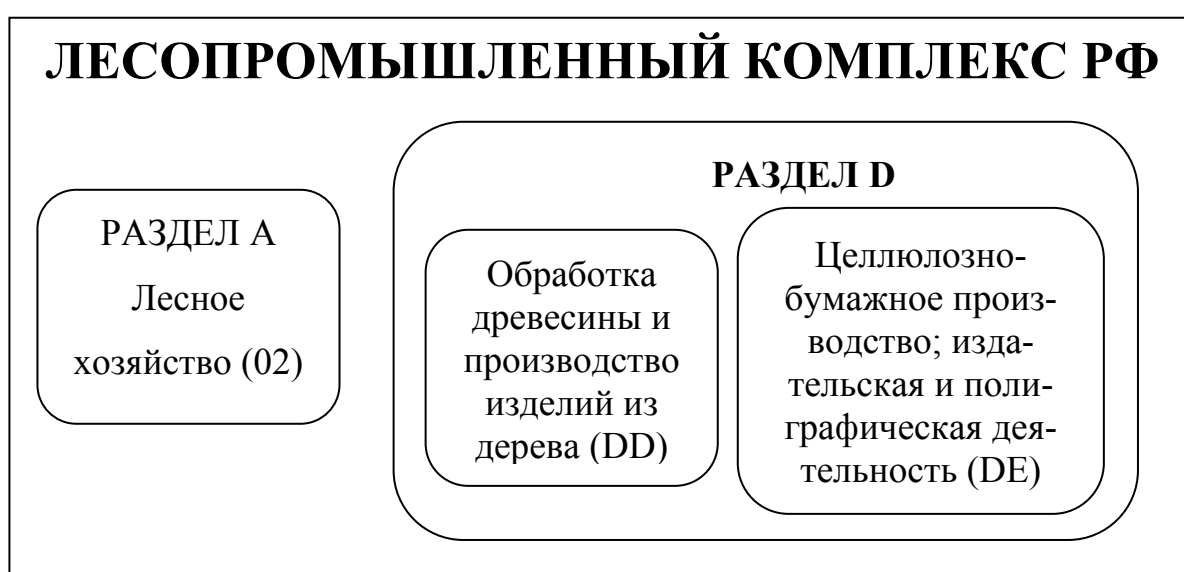 ЛЕСОПРОМЫШЛЕННЫЙ КОМПЛЕКС РФ
РАЗДЕЛ А
Лесное
хозяйство (02)
РАЗДЕЛ D
Обработка
древесины и
производство
изделий из
дерева (DD)
Целлюлозно-
бумажное произ-
водство; изда-
тельская и поли-
графическая дея-
тельность (DE)